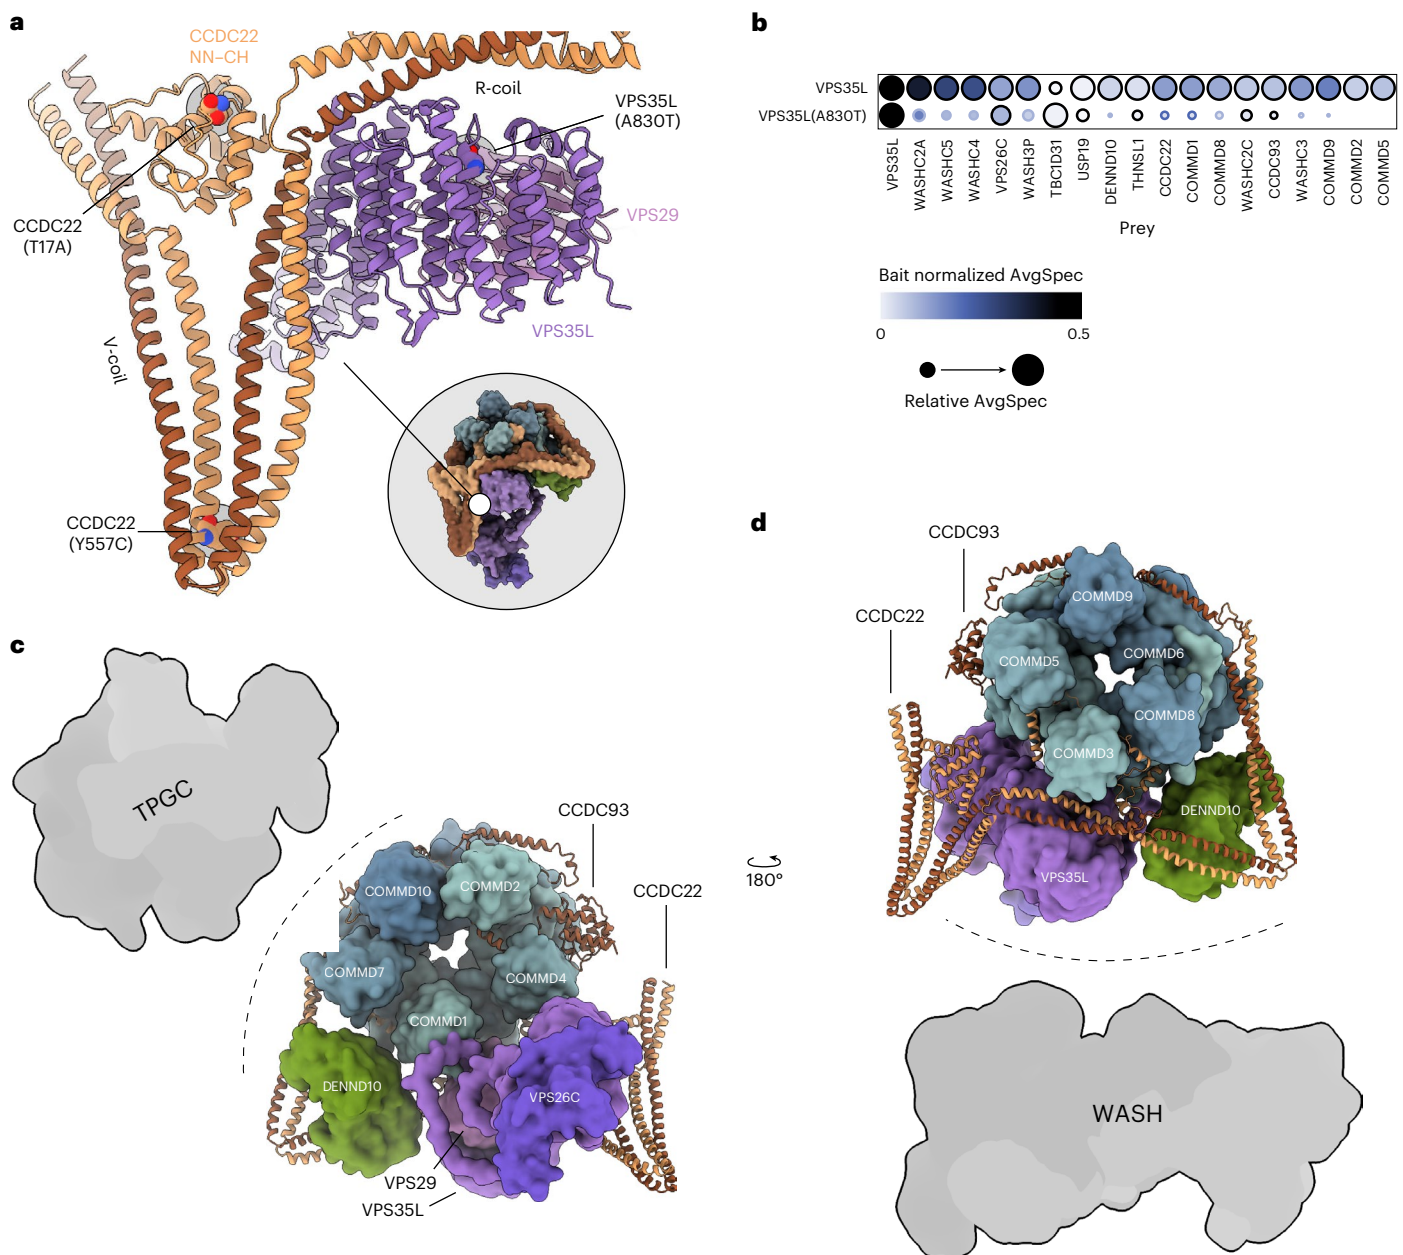 a
CCDC22
NN–CH
R-coil
VPS35L
(A830T)
VPS29
CCDC22
(T17A)
V-coil
VPS35L
CCDC22
(Y557C)
b
VPS35L
VPS35L(A830T)
VPS35L
WASHC2A
WASHC5
WASHC4
VPS26C
WASH3P
TBC1D31
USP19
DENND10
THNSL1
CCDC22
COMMD1
COMMD8
WASHC2C
CCDC93
WASHC3
COMMD9
COMMD2
COMMD5
Prey
Bait normalized AvgSpec
0
0.5
Relative AvgSpec
c
TPGC
CCDC93
CCDC22
COMMD10
COMMD2
COMMD7
COMMD4
COMMD1
DENND10
VPS26C
VPS29
VPS35L
180°
d
CCDC93
CCDC22
COMMD9
COMMD5
COMMD6
COMMD8
COMMD3
DENND10
VPS35L
WASH